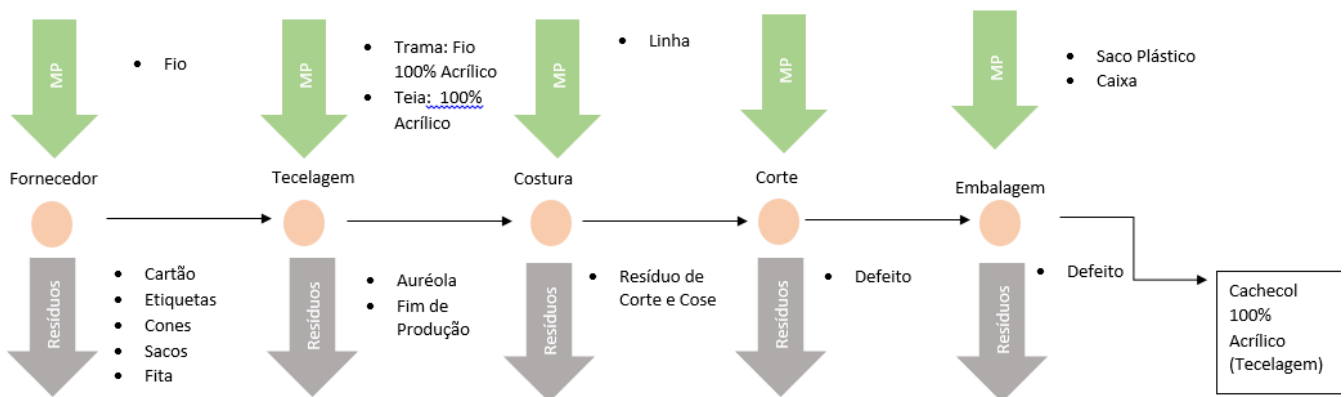 MP
• Fio
MP
• Trama: Fio
100% Acrílico
• Teia: 100%
Acrílico
MP
• Linha
MP
MP
• Saco Plástico
• Caixa
Fornecedor
Tecelagem
Costura
Corte
Embalagem
Resíduos
• Cartão
• Etiquetas
• Cones
• Sacos
• Fita
Resíduos
• Auréola
• Fim de
Produção
Resíduos
• Resíduo de
Corte e Cose
Resíduos
• Defeito
Resíduos
• Defeito
Cachecol
100%
Acrílico
(Tecelagem)